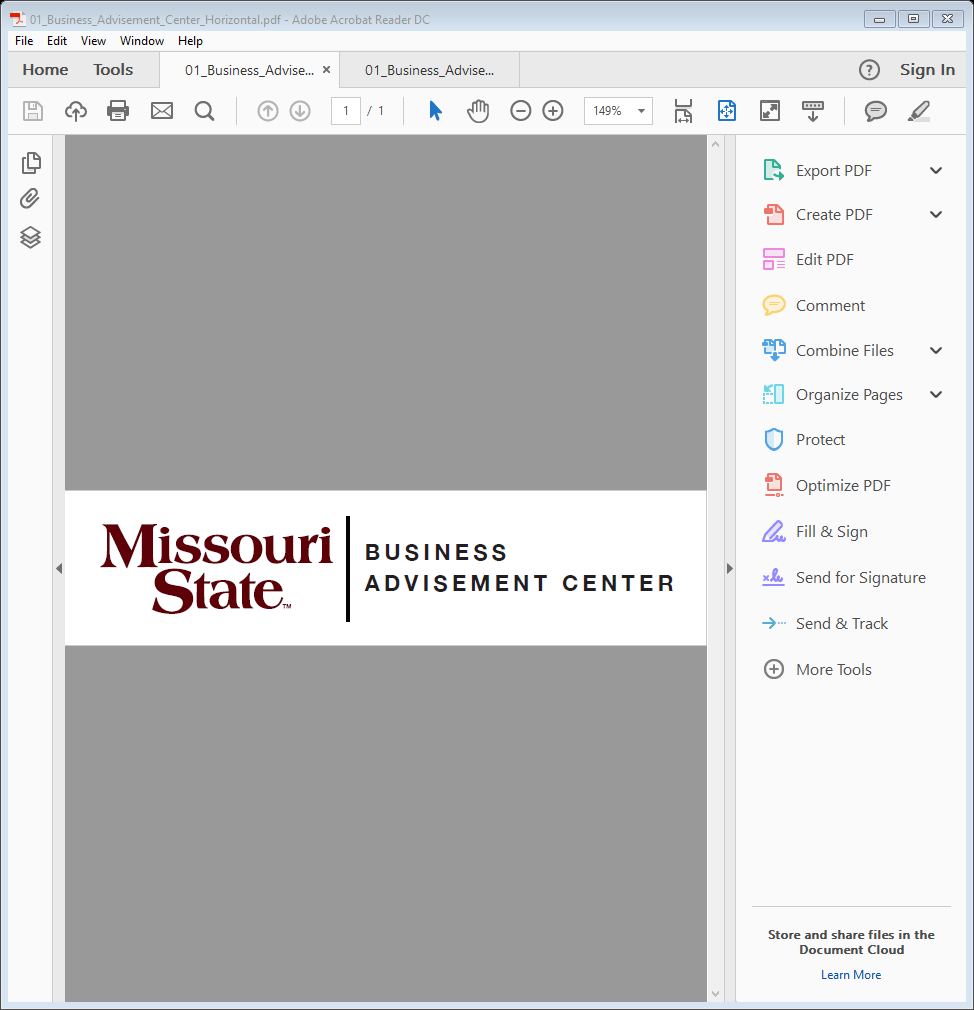 01_Business_Advisement_Center_Horizontal.pdf - Adobe Acrobat Reader DC
File Edit View Window Help
Home Tools 01_Business_Advise... × 01_Business_Advise... ? Sign In
1 / 1 149%
Export PDF
Create PDF
Edit PDF
Comment
Combine Files
Organize Pages
Protect
Optimize PDF
Fill & Sign
Send for Signature
Send & Track
More Tools
Missouri
State™
BUSINESS
ADVISEMENT CENTER
Store and share files in the
Document Cloud
Learn More